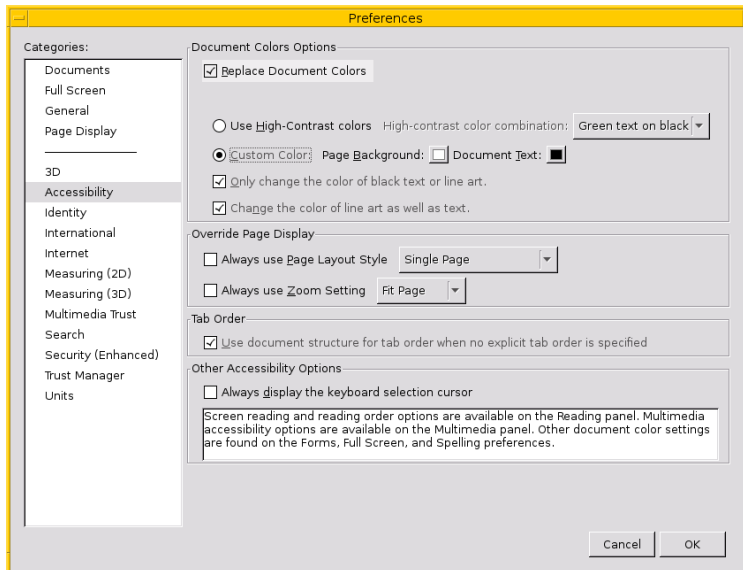 Preferences
Categories:
Documents
Full Screen
General
Page Display
3D
Accessibility
Identity
International
Internet
Measuring (2D)
Measuring (3D)
Multimedia Trust
Search
Security (Enhanced)
Trust Manager
Units
Document Colors Options
Replace Document Colors
Use High-Contrast colors High-contrast color combination: Green text on black
Custom Color: Page Background: Document Text:
Only change the color of black text or line art.
Change the color of line art as well as text.
Override Page Display
Always use Page Layout Style Single Page
Always use Zoom Setting Fit Page
Tab Order
Use document structure for tab order when no explicit tab order is specified
Other Accessibility Options
Always display the keyboard selection cursor
Screen reading and reading order options are available on the Reading panel. Multimedia
accessibility options are available on the Multimedia panel. Other document color settings
are found on the Forms, Full Screen, and Spelling preferences.
Cancel OK